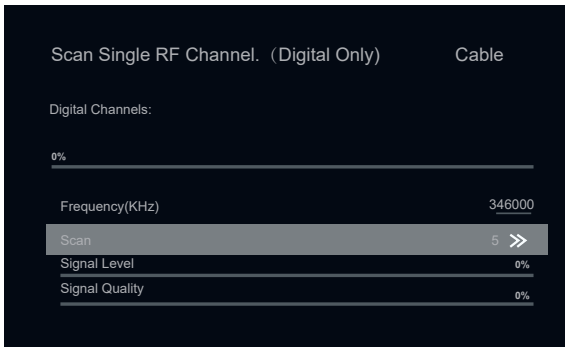 Scan Single RF Channel.（Digital Only) Cable
Digital Channels:
0%
Frequency(KHz) 346000
Scan 5
Signal Level 0%
Signal Quality 0%